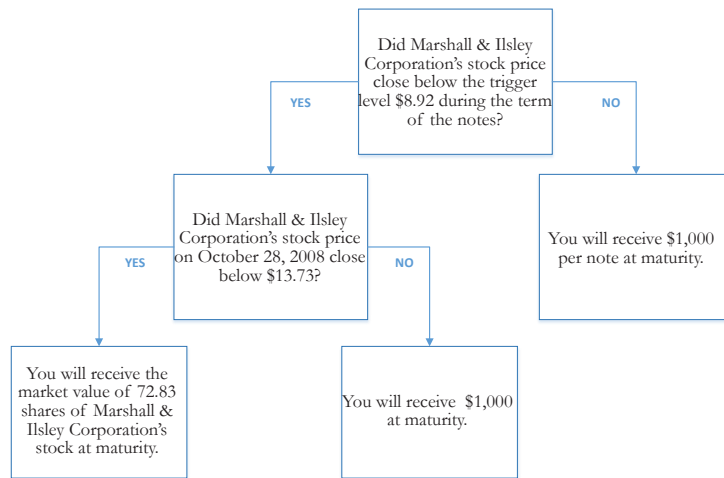 Did Marshall & Ilsley
Corporation's stock price
close below the trigger
level $8.92 during the term
of the notes?
YES
NO
Did Marshall & Ilsley
Corporation's stock price
on October 28, 2008 close
below $13.73?
You will receive $1,000
per note at maturity.
YES
NO
You will receive the
market value of 72.83
shares of Marshall &
Ilsley Corporation's
stock at maturity.
You will receive $1,000
at maturity.